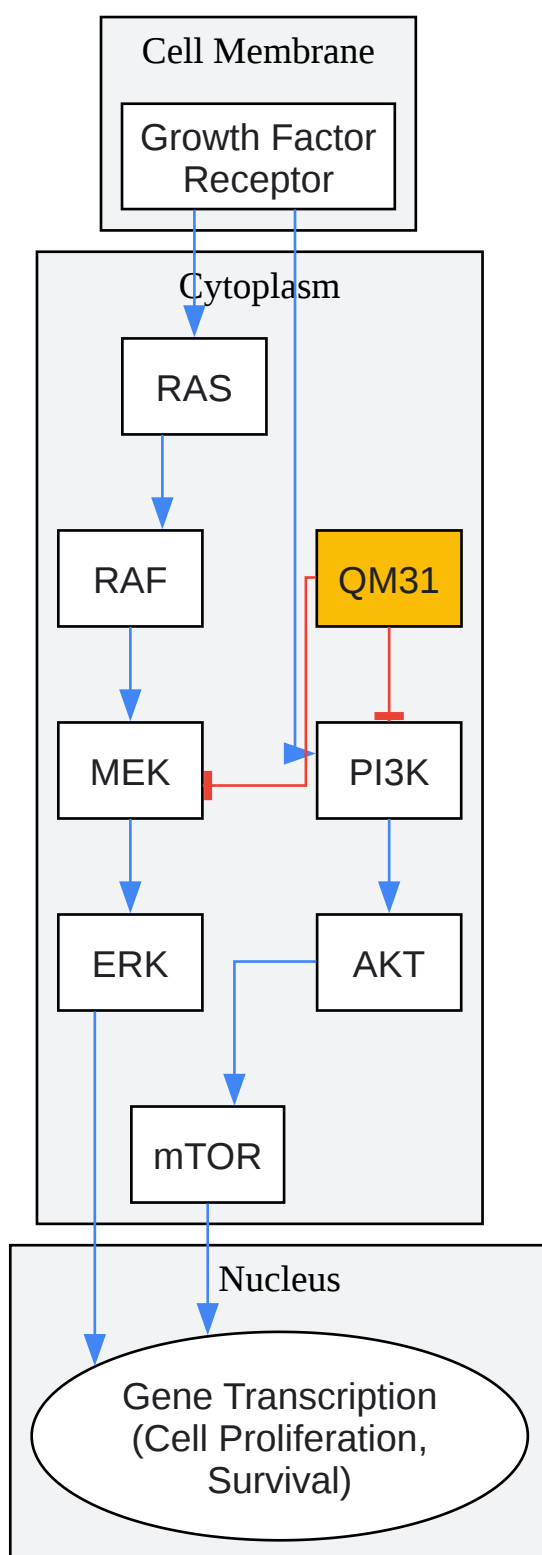 Cell Membrane
Growth Factor
Receptor
Cytoplasm
RAS
RAF
QM31
MEK
PI3K
ERK
AKT
mTOR
Nucleus
Gene Transcription
(Cell Proliferation,
Survival)